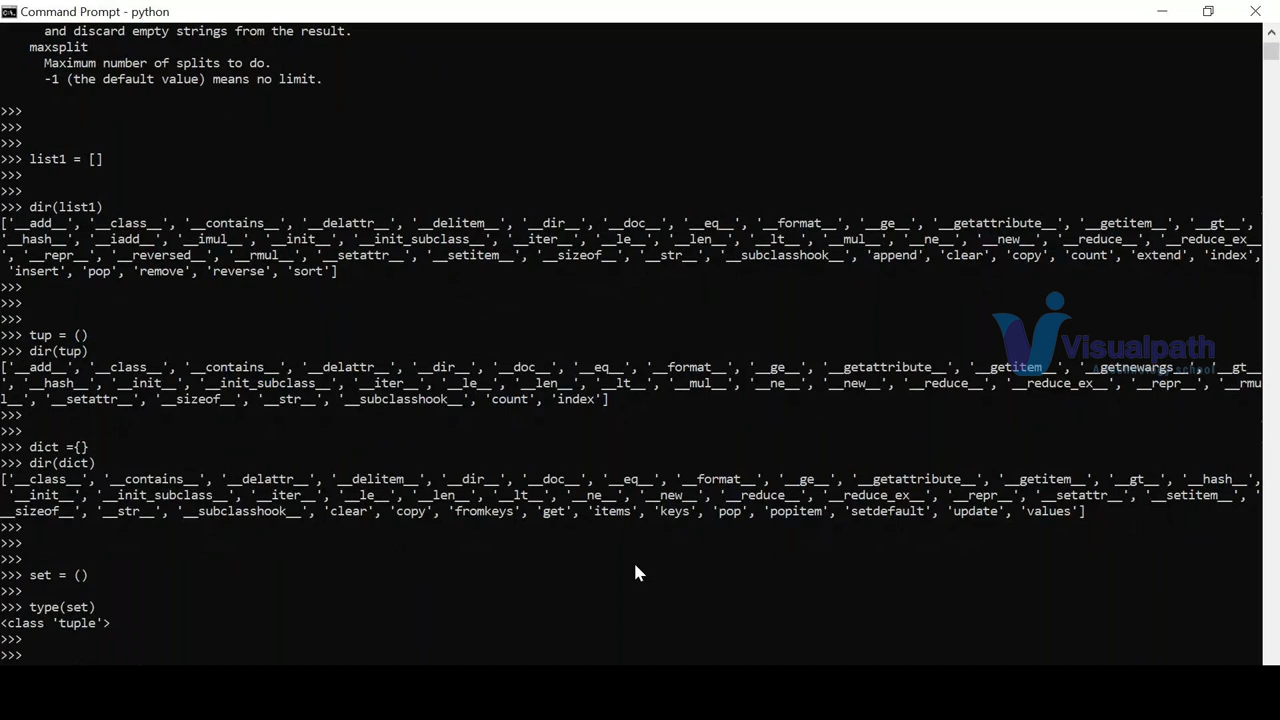 Command Prompt - python
and discard empty strings from the result.
maxsplit
Maximum number of splits to do.
-1 (the default value) means no limit.
>>>
>>>
>>>
>>> list1 = []
>>>
>>>
>>> dir(list1)
['__add__', '__class__', '__contains__', '__delattr__', '__delitem__', '__dir__', '__doc__', '__eq__', '__format__', '__ge__', '__getattribute__', '__getitem__', '__gt__',
'__hash__', '__iadd__', '__imul__', '__init__', '__init_subclass__', '__iter__', '__le__', '__len__', '__lt__', '__mul__', '__ne__', '__new__', '__reduce__', '__reduce_ex__
', '__repr__', '__reversed__', '__rmul__', '__setattr__', '__setitem__', '__sizeof__', '__str__', '__subclasshook__', 'append', 'clear', 'copy', 'count', 'extend', 'index',
'insert', 'pop', 'remove', 'reverse', 'sort']
>>>
>>>
>>>
>>> tup = ()
>>> dir(tup)
['__add__', '__class__', '__contains__', '__delattr__', '__dir__', '__doc__', '__eq__', '__format__', '__ge__', '__getattribute__', '__getitem__', '__getnewargs__', '__gt__
', '__hash__', '__init__', '__init_subclass__', '__iter__', '__le__', '__len__', '__lt__', '__mul__', '__ne__', '__new__', '__reduce__', '__reduce_ex__', '__repr__', '__rmu
l__', '__setattr__', '__sizeof__', '__str__', '__subclasshook__', 'count', 'index']
>>>
>>>
>>> dict ={}
>>> dir(dict)
['__class__', '__contains__', '__delattr__', '__delitem__', '__dir__', '__doc__', '__eq__', '__format__', '__ge__', '__getattribute__', '__getitem__', '__gt__', '__hash__',
'__init__', '__init_subclass__', '__iter__', '__le__', '__len__', '__lt__', '__ne__', '__new__', '__reduce__', '__reduce_ex__', '__repr__', '__setattr__', '__setitem__', '
__sizeof__', '__str__', '__subclasshook__', 'clear', 'copy', 'fromkeys', 'get', 'items', 'keys', 'pop', 'popitem', 'setdefault', 'update', 'values']
>>>
>>>
>>>
>>> set = ()
>>>
>>> type(set)
<class 'tuple'>
>>>
>>>
Visualpath
school